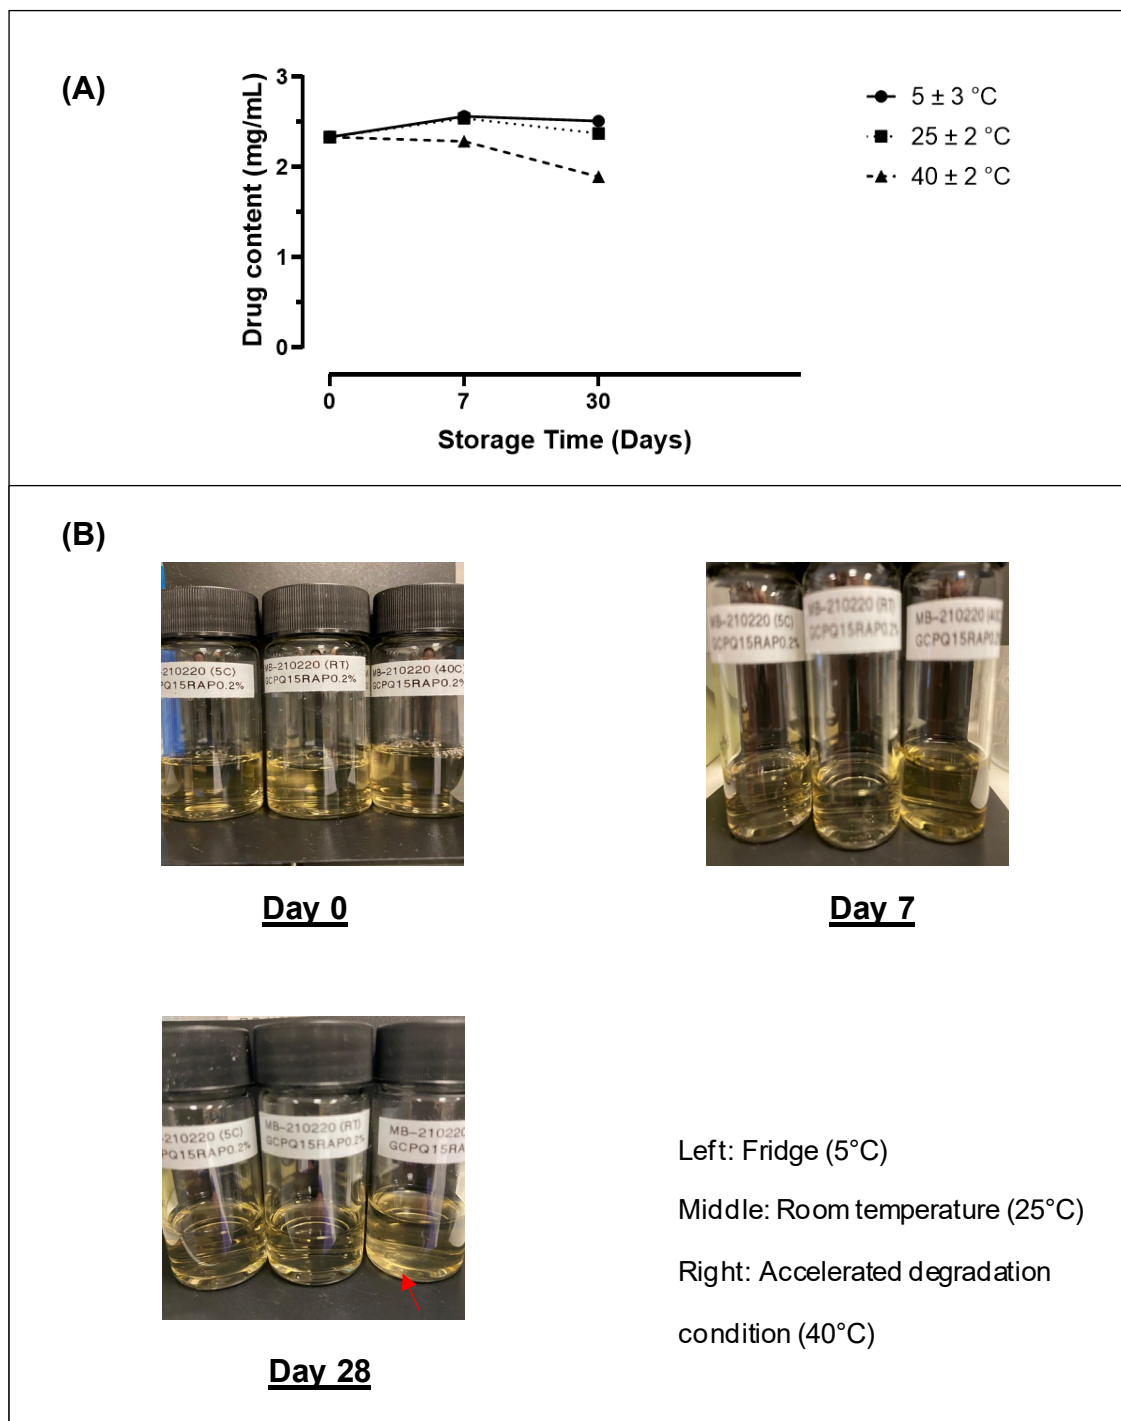 (A)
Drug content (mg/mL)
3
2
1
0
0 7 30
Storage Time (Days)
5 ± 3 °C
25 ± 2 °C
40 ± 2 °C
(B)
-210220 (5C)
PQ15RAP0.2%
MB-210220 (RT)
GCPQ15RAP0.2%
MB-210220 (40C)
GCPQ15RAP0.2%
Day 0
MB-210220 (5C)
GCPQ15RAP0.2%
MB-210220 (RT)
GCPQ15RAP0.2%
MB-210220 (40C
GCPQ15RAP0.2
Day 7
-210220 (5C)
PQ15RAP0.2%
MB-210220 (RT)
GCPQ15RAP0.2%
MB-210220
GCPQ15RA
Day 28
Left: Fridge (5°C)
Middle: Room temperature (25°C)
Right: Accelerated degradation
condition (40°C)